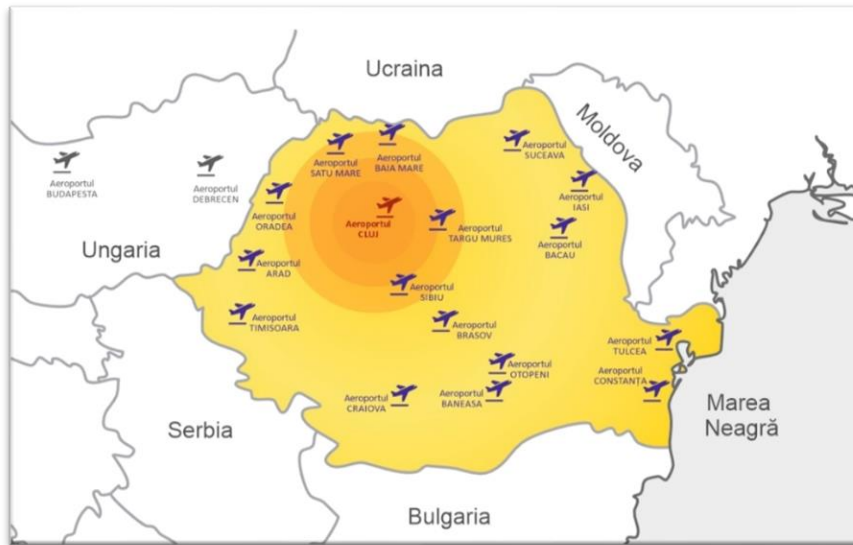 Ucraina
Moldova
Aeroportul
SUCEAVA
Aeroportul
SATU MARE
Aeroportul
BAIA MARE
Aeroportul
BUDAPESTA
Aeroportul
DEBRECEN
Aeroportul
IASI
Aeroportul
ORADEA
Aeroportul
CLUJ
Aeroportul
TARGU MURES
Aeroportul
BACAU
Ungaria
Aeroportul
ARAD
Aeroportul
SIBIU
Aeroportul
TIMISOARA
Aeroportul
BRASOV
Aeroportul
TULCEA
Aeroportul
OTOPENI
Aeroportul
CONSTANȚA
Aeroportul
CRAIOVA
Aeroportul
BANEASA
Marea
Neagră
Serbia
Bulgaria